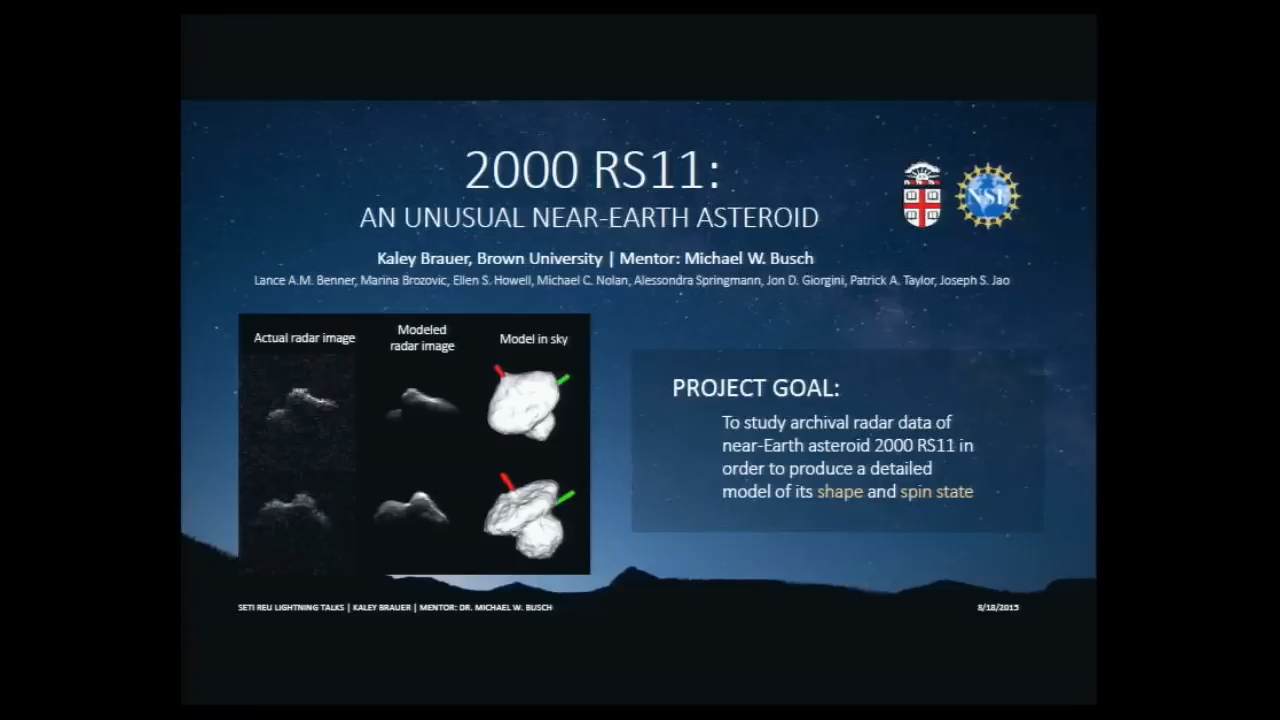 2000 RS11:
AN UNUSUAL NEAR-EARTH ASTEROID
NSF
Kaley Brauer, Brown University | Mentor: Michael W. Busch
Lance A.M. Benner, Marina Brozovic, Ellen S. Howell, Michael C. Nolan, Alessondra Springmann, Jon D. Giorgini, Patrick A. Taylor, Joseph S. Jao
Actual radar image
Modeled
radar image
Model in sky
PROJECT GOAL:
To study archival radar data of
near-Earth asteroid 2000 RS11 in
order to produce a detailed
model of its shape and spin state
SETI REU LIGHTNING TALKS | KALEY BRAUER | MENTOR: DR. MICHAEL W. BUSCH
8/18/2015